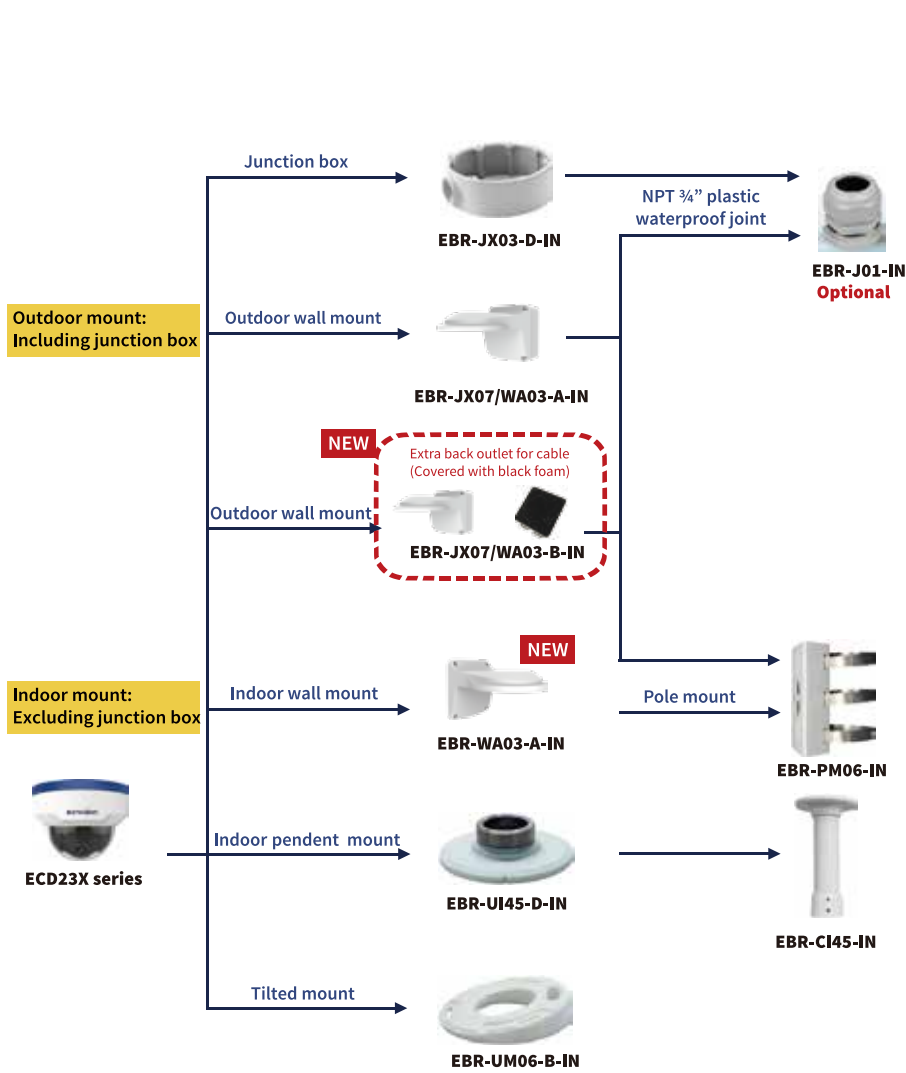 Junction box
EBR-JX03-D-IN
NPT ¾” plastic
waterproof joint
EBR-J01-IN
Optional
Outdoor mount:
Including junction box
Outdoor wall mount
EBR-JX07/WA03-A-IN
NEW
Extra back outlet for cable
(Covered with black foam)
Outdoor wall mount
EBR-JX07/WA03-B-IN
NEW
Indoor mount:
Excluding junction box
Indoor wall mount
EBR-WA03-A-IN
Pole mount
EBR-PM06-IN
ECD23X series
Indoor pendent mount
EBR-UI45-D-IN
EBR-CI45-IN
Tilted mount
EBR-UM06-B-IN